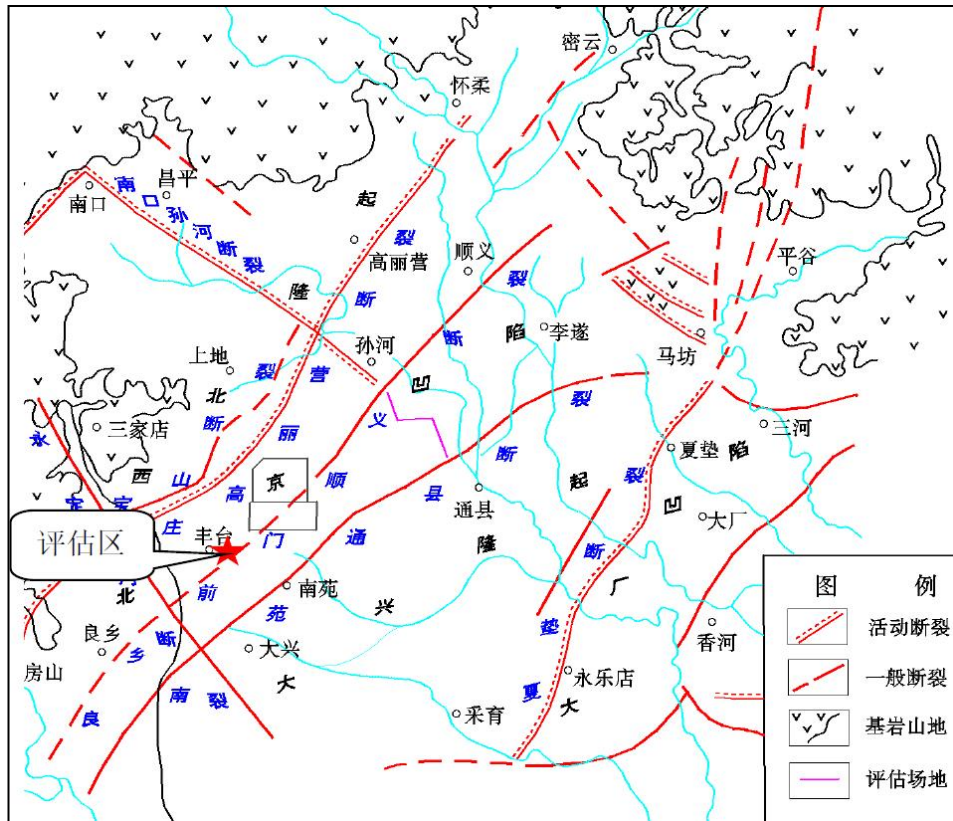 密云
怀柔
昌平
南口
南口孙河断裂
高丽营
顺义
平谷
李遂
马坊
孙河
上地
三家店
三河
夏垫
大厂
通县
丰台
南苑
大兴
良乡
房山
采育
永乐店
香河
评估区
西北隆起
北京凹陷
大兴隆起
大厂凹陷
八宝山断裂
黄庄高丽营断裂
良乡前门顺义断裂
南苑通县断裂
夏垫断裂
永定河断裂
图 例
活动断裂
一般断裂
基岩山地
评估场地